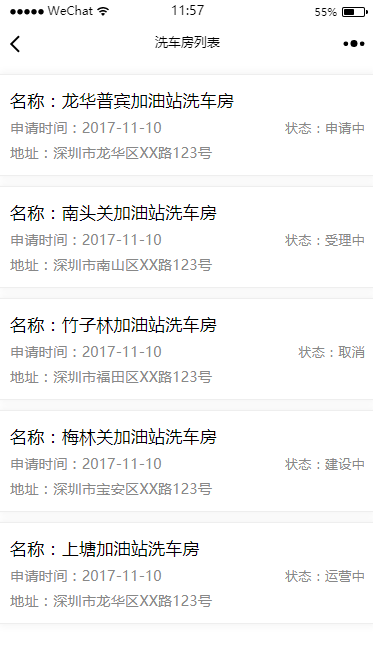 ●●●●● WeChat 11:57 55%
洗车房列表
名称：龙华普宾加油站洗车房
申请时间：2017-11-10 状态：申请中
地址：深圳市龙华区XX路123号
名称：南头关加油站洗车房
申请时间：2017-11-10 状态：受理中
地址：深圳市南山区XX路123号
名称：竹子林加油站洗车房
申请时间：2017-11-10 状态：取消
地址：深圳市福田区XX路123号
名称：梅林关加油站洗车房
申请时间：2017-11-10 状态：建设中
地址：深圳市宝安区XX路123号
名称：上塘加油站洗车房
申请时间：2017-11-10 状态：运营中
地址：深圳市龙华区XX路123号